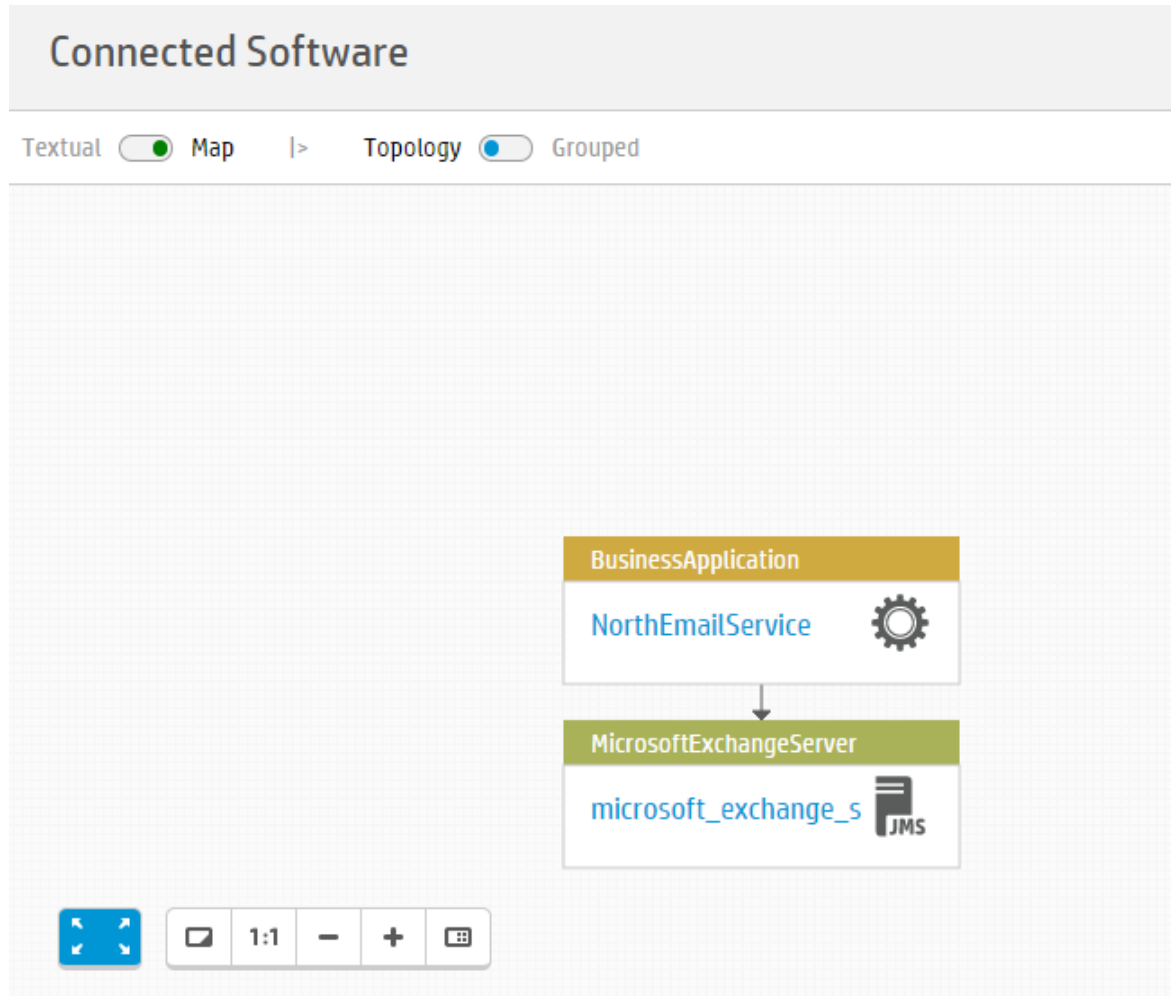 Connected Software
Textual Map |> Topology Grouped
BusinessApplication
NorthEmailService
MicrosoftExchangeServer
microsoft_exchange_s
JMS
1:1 − +